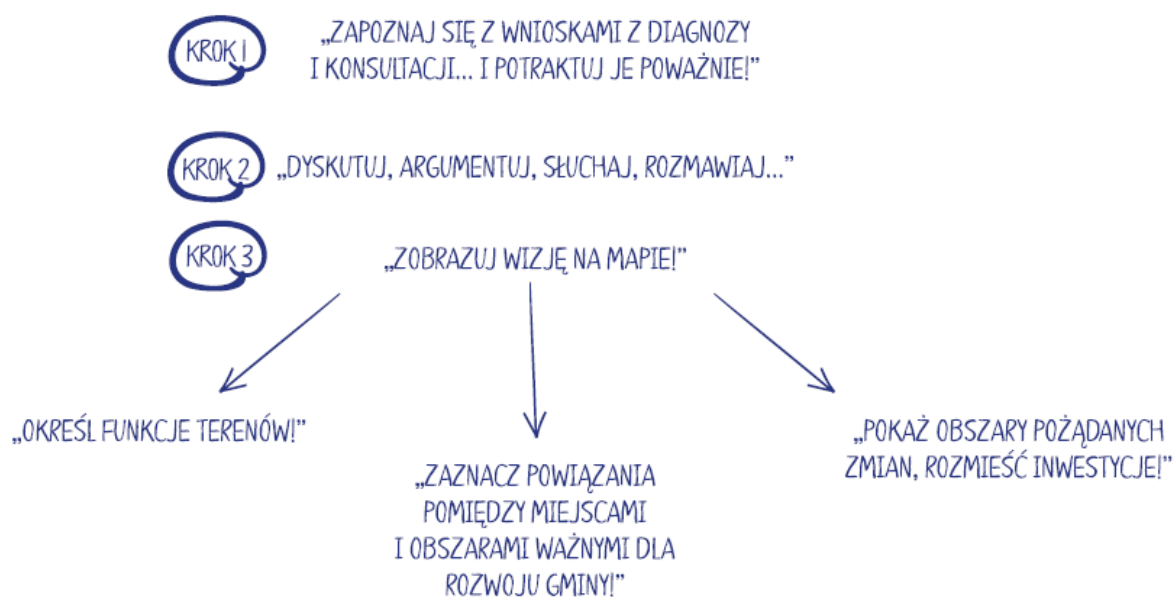 KROK 1
„ZAPOZNAJ SIĘ Z WNIOSKAMI Z DIAGNOZY
I KONSULTACJI... I POTRAKTUJ JE POWAŻNIE!”
KROK 2
„DYSKUTUJ, ARGUMENTUJ, SŁUCHAJ, ROZMAWIAJ...”
KROK 3
„ZOBRAZUJ WIZJĘ NA MAPIE!”
„OKREŚL FUNKCJE TERENÓW!”
„ZAZNACZ POWIĄZANIA
POMIĘDZY MIEJSCAMI
I OBSZARAMI WAŻNYMI DLA
ROZWOJU GMINY!”
„POKAŻ OBSZARY POŻĄDANYCH
ZMIAN, ROZMIEŚĆ INWESTYCJE!”